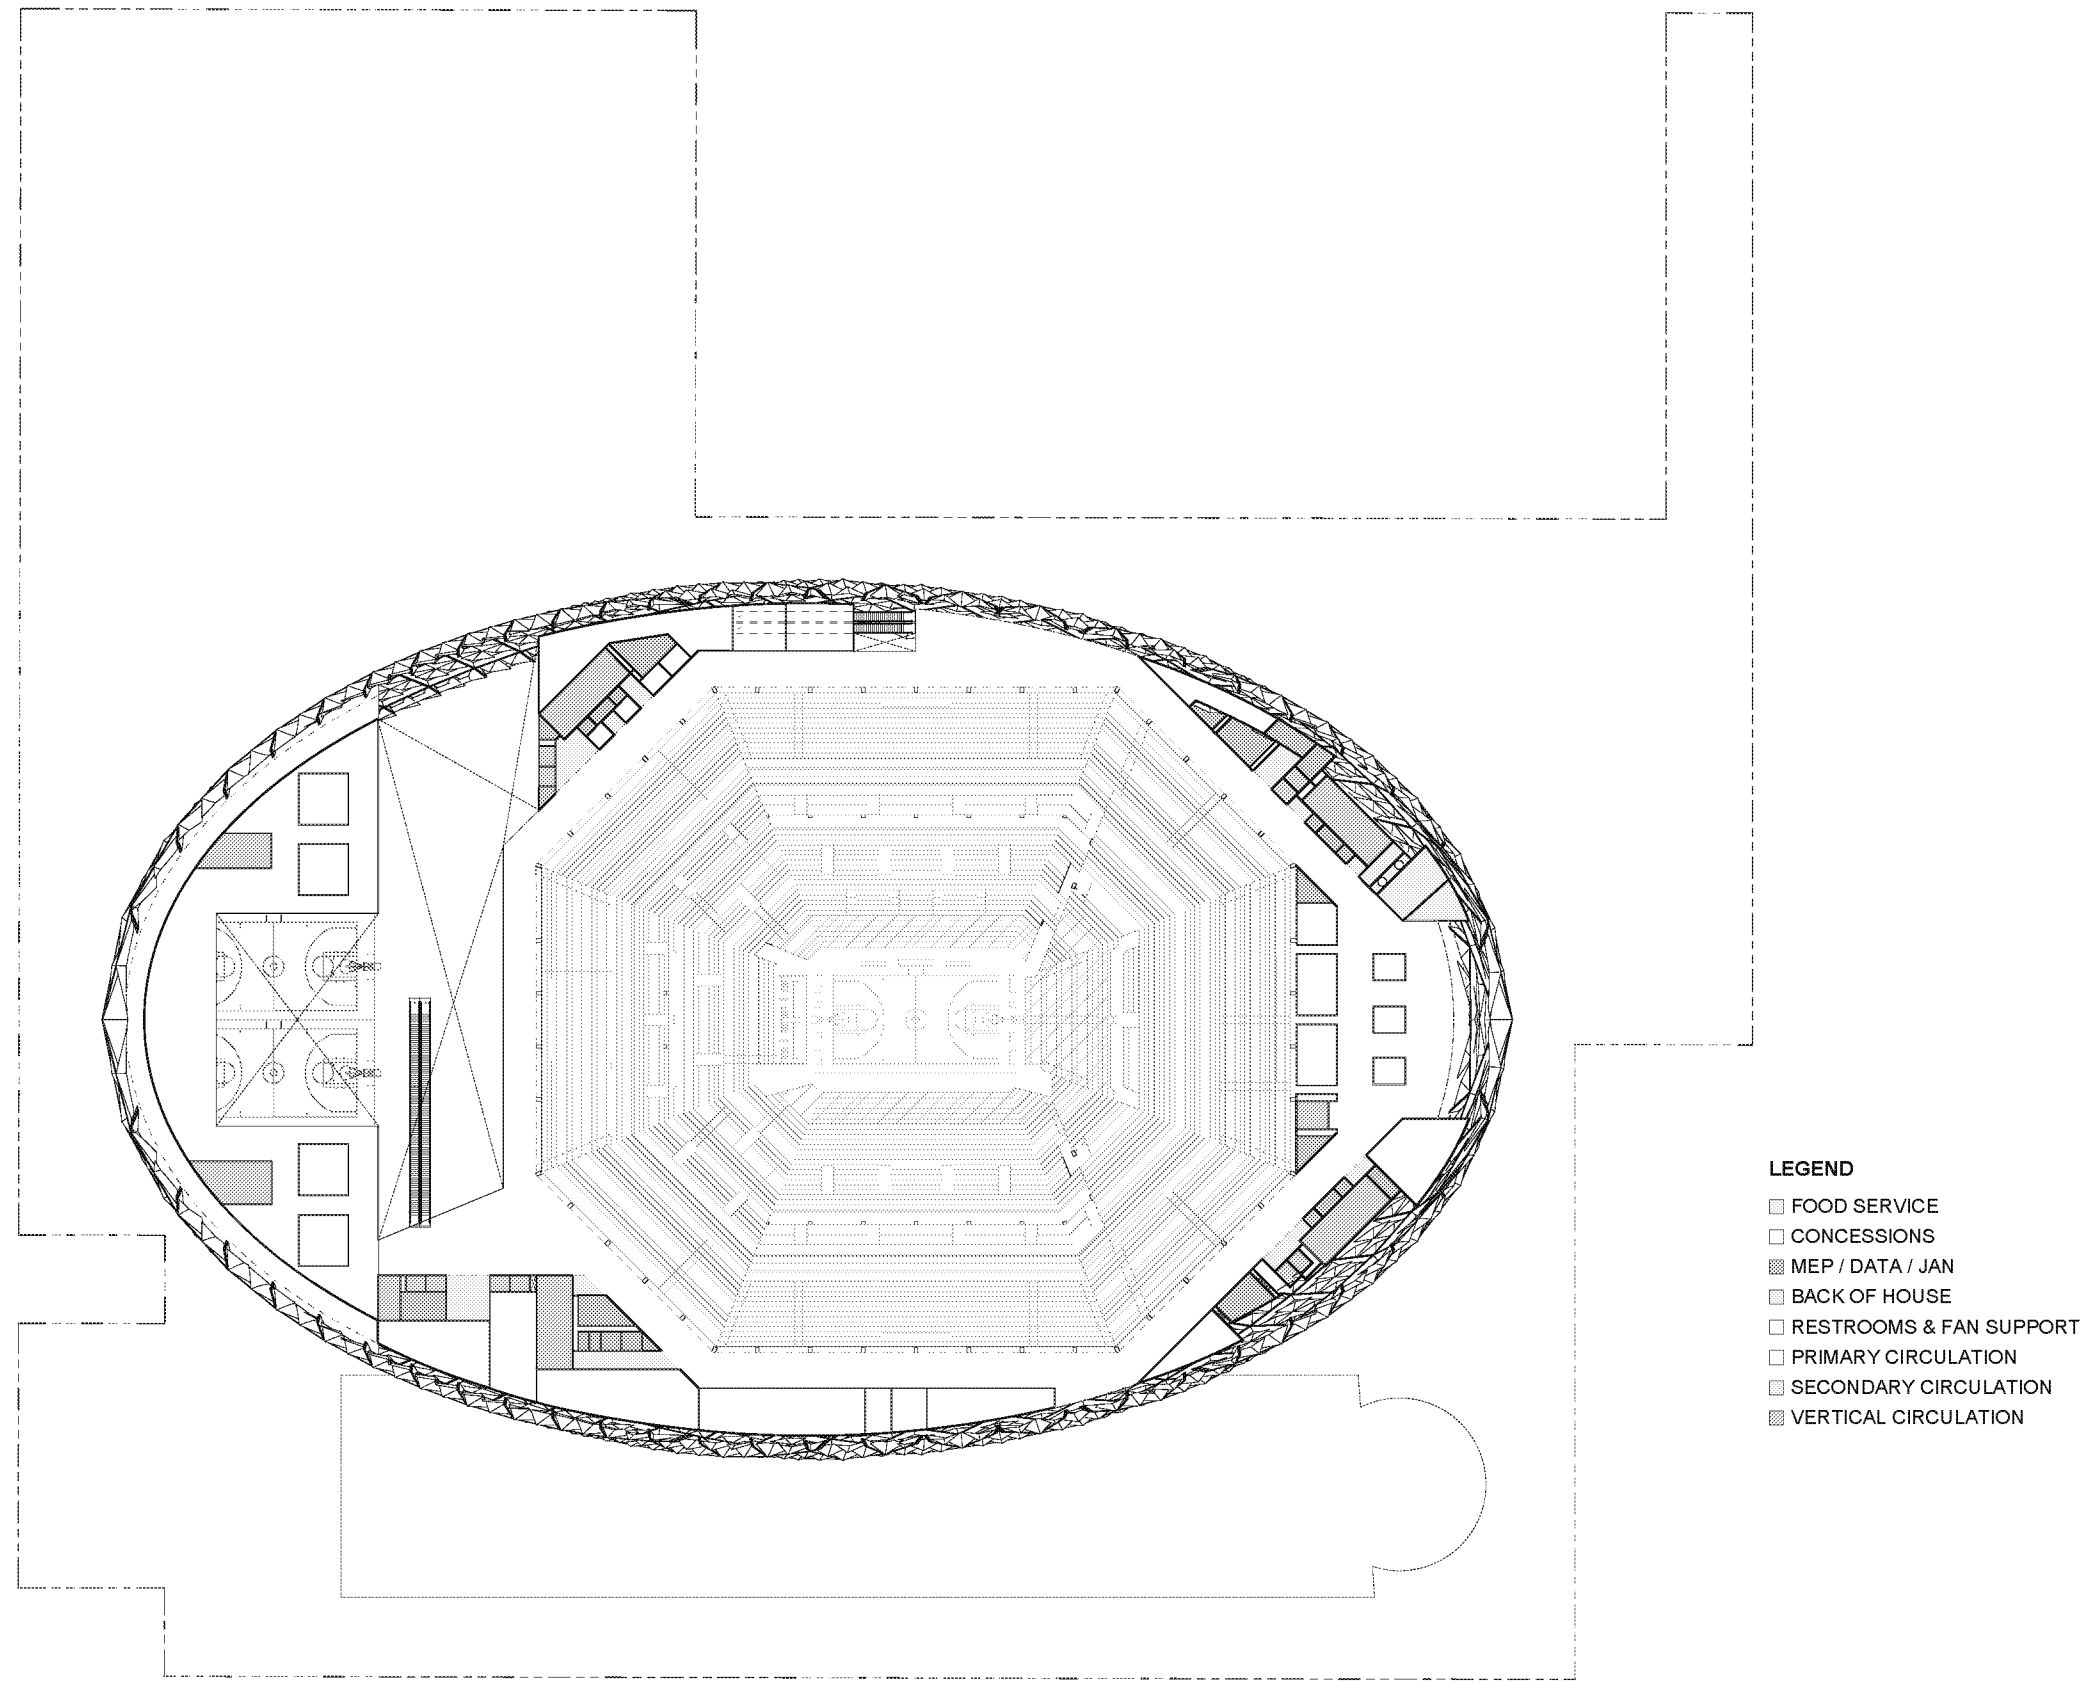 LEGEND
FOOD SERVICE
CONCESSIONS
MEP / DATA / JAN
BACK OF HOUSE
RESTROOMS & FAN SUPPORT
PRIMARY CIRCULATION
SECONDARY CIRCULATION
VERTICAL CIRCULATION